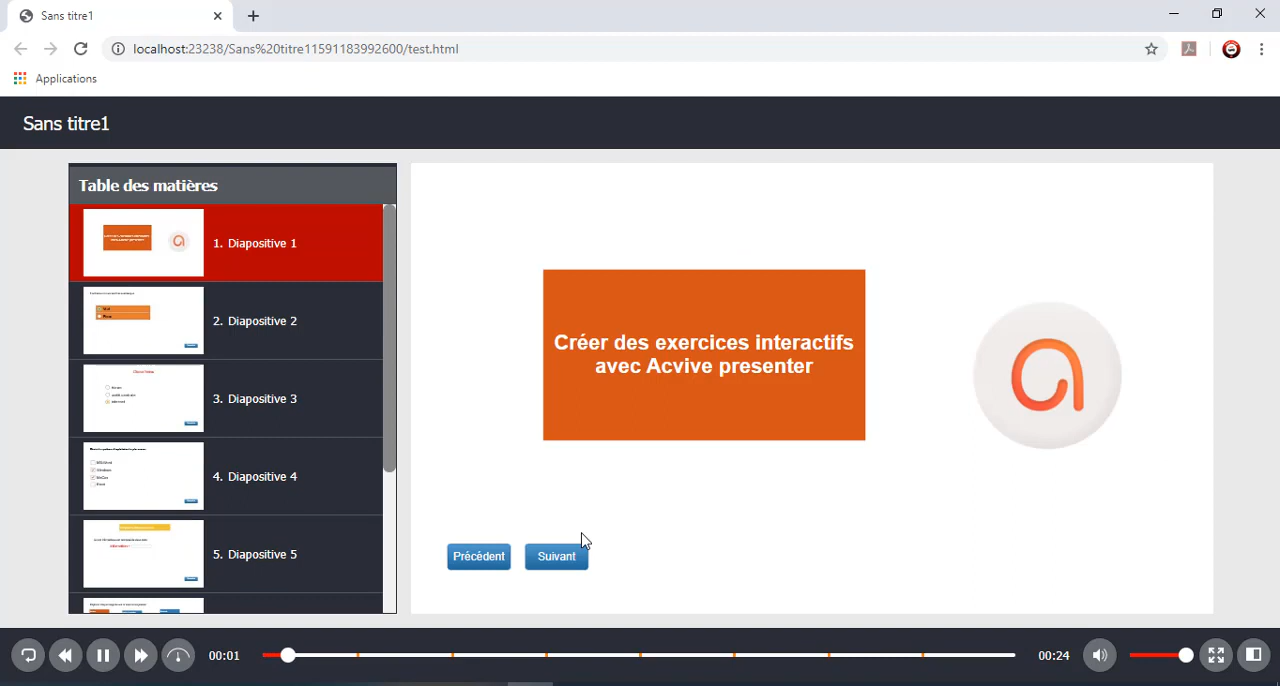 Sans titre1
localhost:23238/Sans%20titre11591183992600/test.html
Applications
Sans titre1
Table des matières
1. Diapositive 1
2. Diapositive 2
3. Diapositive 3
4. Diapositive 4
5. Diapositive 5
Créer des exercices interactifs
avec Acvive presenter
Précédent Suivant
00:01 00:24